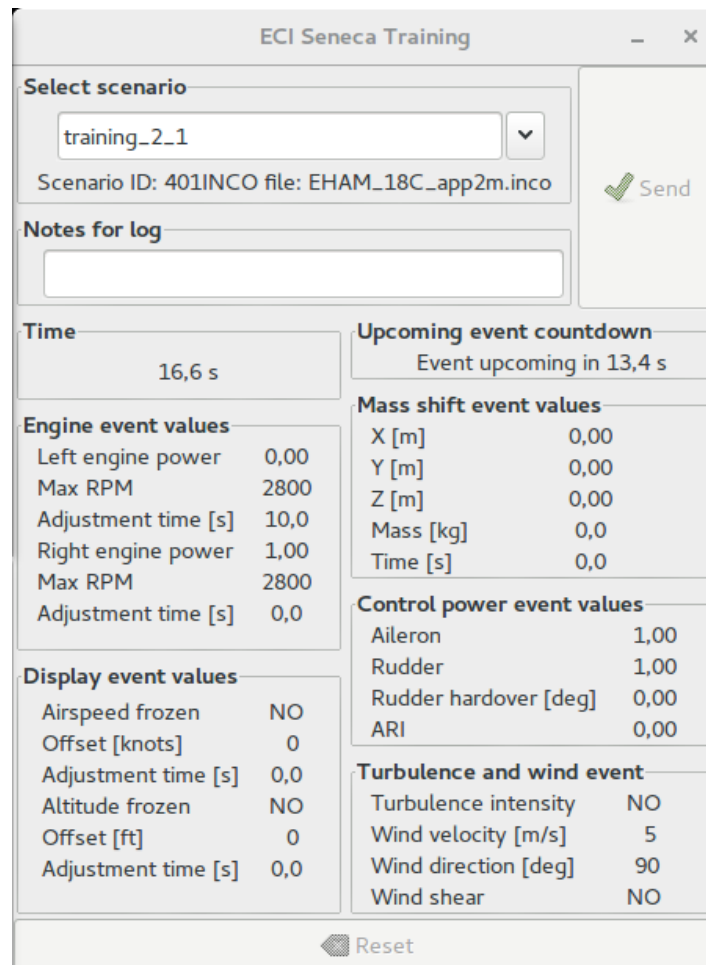 ECI Seneca Training
Select scenario
training_2_1
Scenario ID: 401INCO file: EHAM_18C_app2m.inco
Send
Notes for log
Time
16,6 s
Engine event values
Left engine power 0,00
Max RPM 2800
Adjustment time [s] 10,0
Right engine power 1,00
Max RPM 2800
Adjustment time [s] 0,0
Display event values
Airspeed frozen NO
Offset [knots] 0
Adjustment time [s] 0,0
Altitude frozen NO
Offset [ft] 0
Adjustment time [s] 0,0
Upcoming event countdown
Event upcoming in 13,4 s
Mass shift event values
X [m] 0,00
Y [m] 0,00
Z [m] 0,00
Mass [kg] 0,0
Time [s] 0,0
Control power event values
Aileron 1,00
Rudder 1,00
Rudder hardover [deg] 0,00
ARI 0,00
Turbulence and wind event
Turbulence intensity NO
Wind velocity [m/s] 5
Wind direction [deg] 90
Wind shear NO
Reset